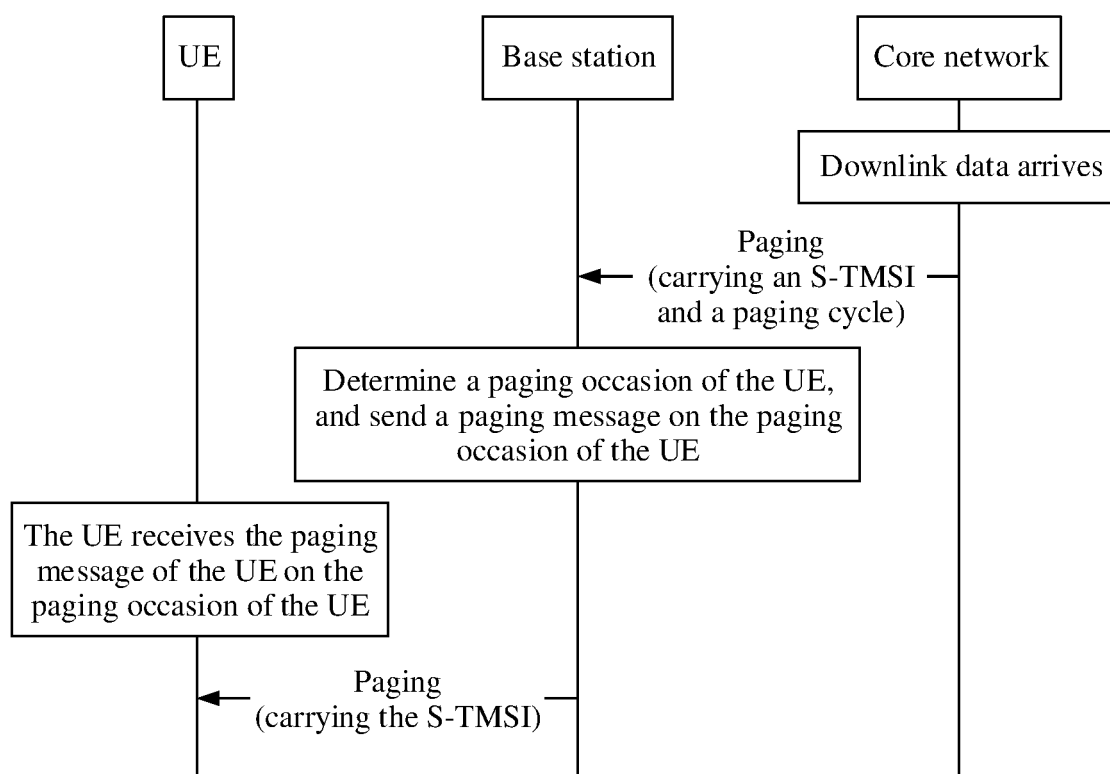 UE
Base station
Core network
Downlink data arrives
Paging
(carrying an S-TMSI
and a paging cycle)
Determine a paging occasion of the UE,
and send a paging message on the paging
occasion of the UE
The UE receives the paging
message of the UE on the
paging occasion of the UE
Paging
(carrying the S-TMSI)